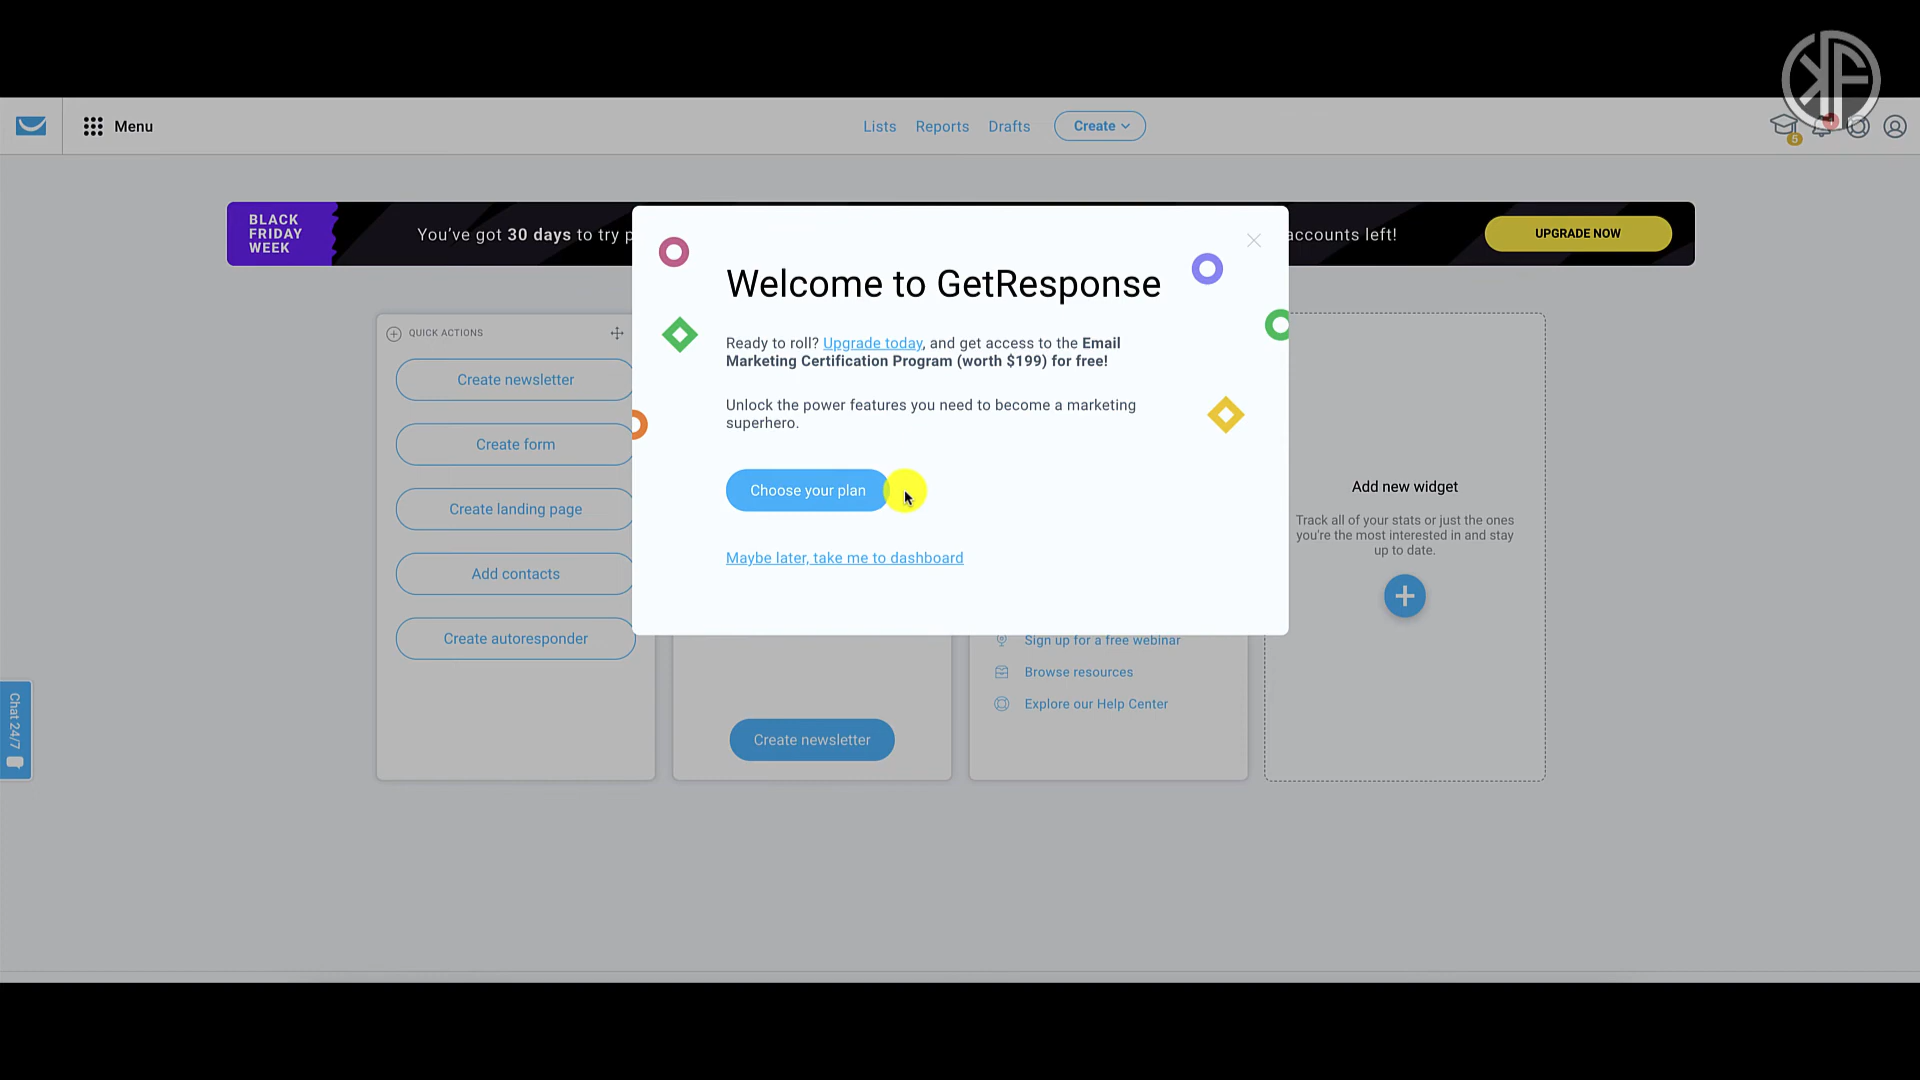 Menu
Lists
Reports
Drafts
Create
5
BLACK
FRIDAY
WEEK
You've got 30 days to try p
accounts left!
UPGRADE NOW
Welcome to GetResponse
Ready to roll? Upgrade today, and get access to the Email
Marketing Certification Program (worth $199) for free!
Unlock the power features you need to become a marketing
superhero.
Choose your plan
Maybe later, take me to dashboard
QUICK ACTIONS
Create newsletter
Create form
Create landing page
Add contacts
Create autoresponder
Create newsletter
Sign up for a free webinar
Browse resources
Explore our Help Center
Add new widget
Track all of your stats or just the ones
you're the most interested in and stay
up to date.
Chat 24/7